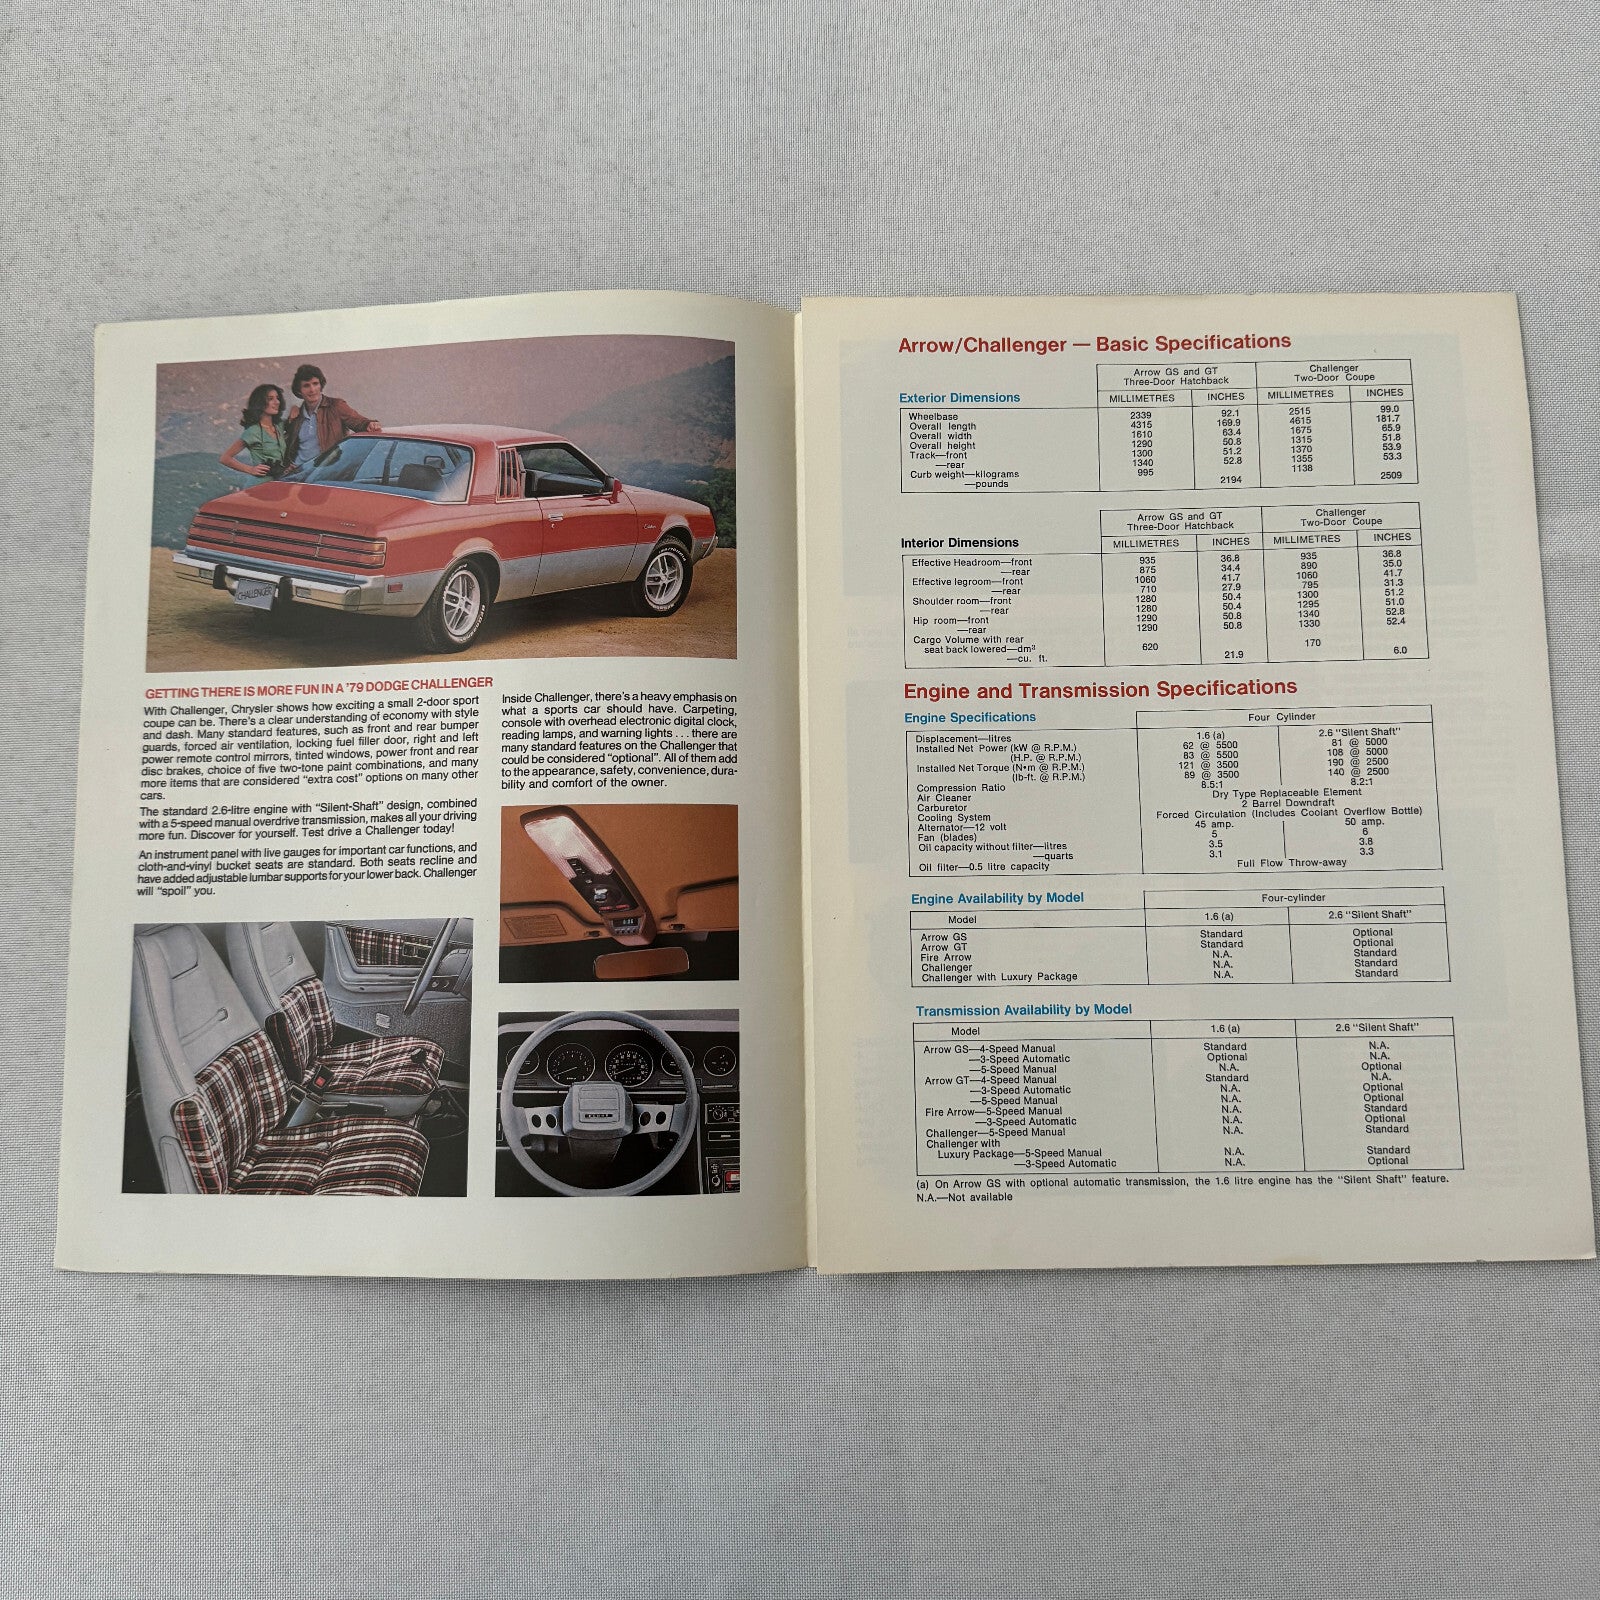 CHALLENGER
Challenger
GETTING THERE IS MORE FUN IN A '79 DODGE CHALLENGER
With Challenger, Chrysler shows how exciting a small 2-door sport
coupe can be. There's a clear understanding of economy with style
and dash. Many standard features, such as front and rear bumper
guards, forced air ventilation, locking fuel filler door, right and left
power remote control mirrors, tinted windows, power front and rear
disc brakes, choice of five two-tone paint combinations, and many
more items that are considered "extra cost" options on many other
cars.
The standard 2.6-litre engine with "Silent-Shaft" design, combined
with a 5-speed manual overdrive transmission, makes all your driving
more fun. Discover for yourself. Test drive a Challenger today!
An instrument panel with live gauges for important car functions, and
cloth-and-vinyl bucket seats are standard. Both seats recline and
have added adjustable lumbar supports for your lower back. Challenger
will "spoil" you.
Inside Challenger, there's a heavy emphasis on
what a sports car should have. Carpeting,
console with overhead electronic digital clock,
reading lamps, and warning lights . . . there are
many standard features on the Challenger that
could be considered "optional". All of them add
to the appearance, safety, convenience, dura-
bility and comfort of the owner.
Arrow/Challenger — Basic Specifications
Arrow GS and GT Challenger
Three-Door Hatchback Two-Door Coupe
Exterior Dimensions MILLIMETRES INCHES MILLIMETRES INCHES
Wheelbase 2339 92.1 2515 99.0
Overall length 4315 169.9 4615 181.7
Overall width 1610 63.4 1675 65.9
Overall height 1290 50.8 1315 51.8
Track—front 1300 51.2 1370 53.9
—rear 1340 52.8 1355 53.3
Curb weight—kilograms 995 1138
—pounds 2194 2509
Arrow GS and GT Challenger
Three-Door Hatchback Two-Door Coupe
Interior Dimensions MILLIMETRES INCHES MILLIMETRES INCHES
Effective Headroom—front 935 36.8 935 36.8
—rear 875 34.4 890 35.0
Effective legroom—front 1060 41.7 1060 41.7
—rear 710 27.9 795 31.3
Shoulder room—front 1280 50.4 1300 51.2
—rear 1280 50.4 1295 51.0
Hip room—front 1290 50.8 1340 52.8
—rear 1290 50.8 1330 52.4
Cargo Volume with rear
seat back lowered—dm³ 620 170
—cu. ft. 21.9 6.0
Engine and Transmission Specifications
Engine Specifications Four Cylinder
Displacement—litres 1.6 (a) 2.6 "Silent Shaft"
Installed Net Power (kW @ R.P.M.) 62 @ 5500 81 @ 5000
(H.P. @ R.P.M.) 83 @ 5500 108 @ 5000
Installed Net Torque (N•m @ R.P.M.) 121 @ 3500 190 @ 2500
(lb-ft. @ R.P.M.) 89 @ 3500 140 @ 2500
Compression Ratio 8.5:1 8.2:1
Air Cleaner Dry Type Replaceable Element
Carburetor 2 Barrel Downdraft
Cooling System Forced Circulation (Includes Coolant Overflow Bottle)
Alternator—12 volt 45 amp. 50 amp.
Fan (blades) 5 6
Oil capacity without filter—litres 3.5 3.8
—quarts 3.1 3.3
Oil filter—0.5 litre capacity Full Flow Throw-away
Engine Availability by Model Four-cylinder
Model 1.6 (a) 2.6 "Silent Shaft"
Arrow GS Standard Optional
Arrow GT Standard Optional
Fire Arrow N.A. Standard
Challenger N.A. Standard
Challenger with Luxury Package N.A. Standard
Transmission Availability by Model
Model 1.6 (a) 2.6 "Silent Shaft"
Arrow GS—4-Speed Manual Standard N.A.
—3-Speed Automatic Optional N.A.
—5-Speed Manual N.A. Optional
Arrow GT—4-Speed Manual Standard N.A.
—3-Speed Automatic N.A. Optional
—5-Speed Manual N.A. Optional
Fire Arrow—5-Speed Manual N.A. Standard
—3-Speed Automatic N.A. Optional
Challenger—5-Speed Manual N.A. Standard
Challenger with
Luxury Package—5-Speed Manual N.A. Standard
—3-Speed Automatic N.A. Optional
(a) On Arrow GS with optional automatic transmission, the 1.6 litre engine has the "Silent Shaft" feature.
N.A.—Not available